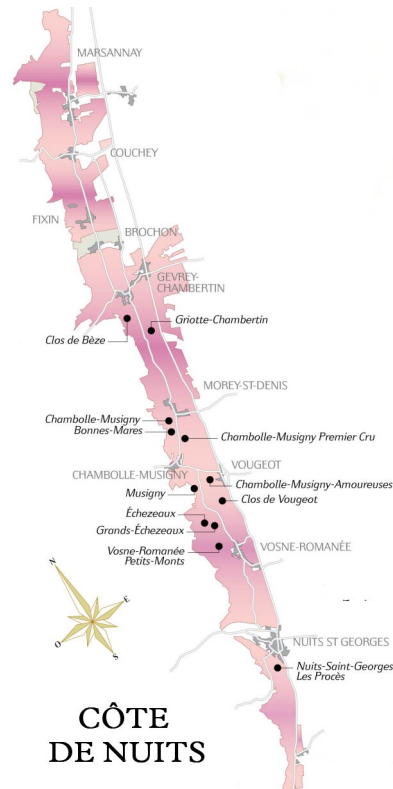 MARSANNAY
COUCHEY
FIXIN
BROCHON
GEVREY-
CHAMBERTIN
Griotte-Chambertin
Clos de Bèze
MOREY-ST-DENIS
Chambolle-Musigny
Bonnes-Mares
Chambolle-Musigny Premier Cru
CHAMBOLLE-MUSIGNY
VOUGEOT
Chambolle-Musigny-Amoureuses
Musigny
Clos de Vougeot
Échezeaux
Grands-Échezeaux
Vosne-Romanée
Petits-Monts
VOSNE-ROMANÉE
N
E
O
S
NUITS ST GEORGES
Nuits-Saint-Georges
Les Procès
CÔTE
DE NUITS